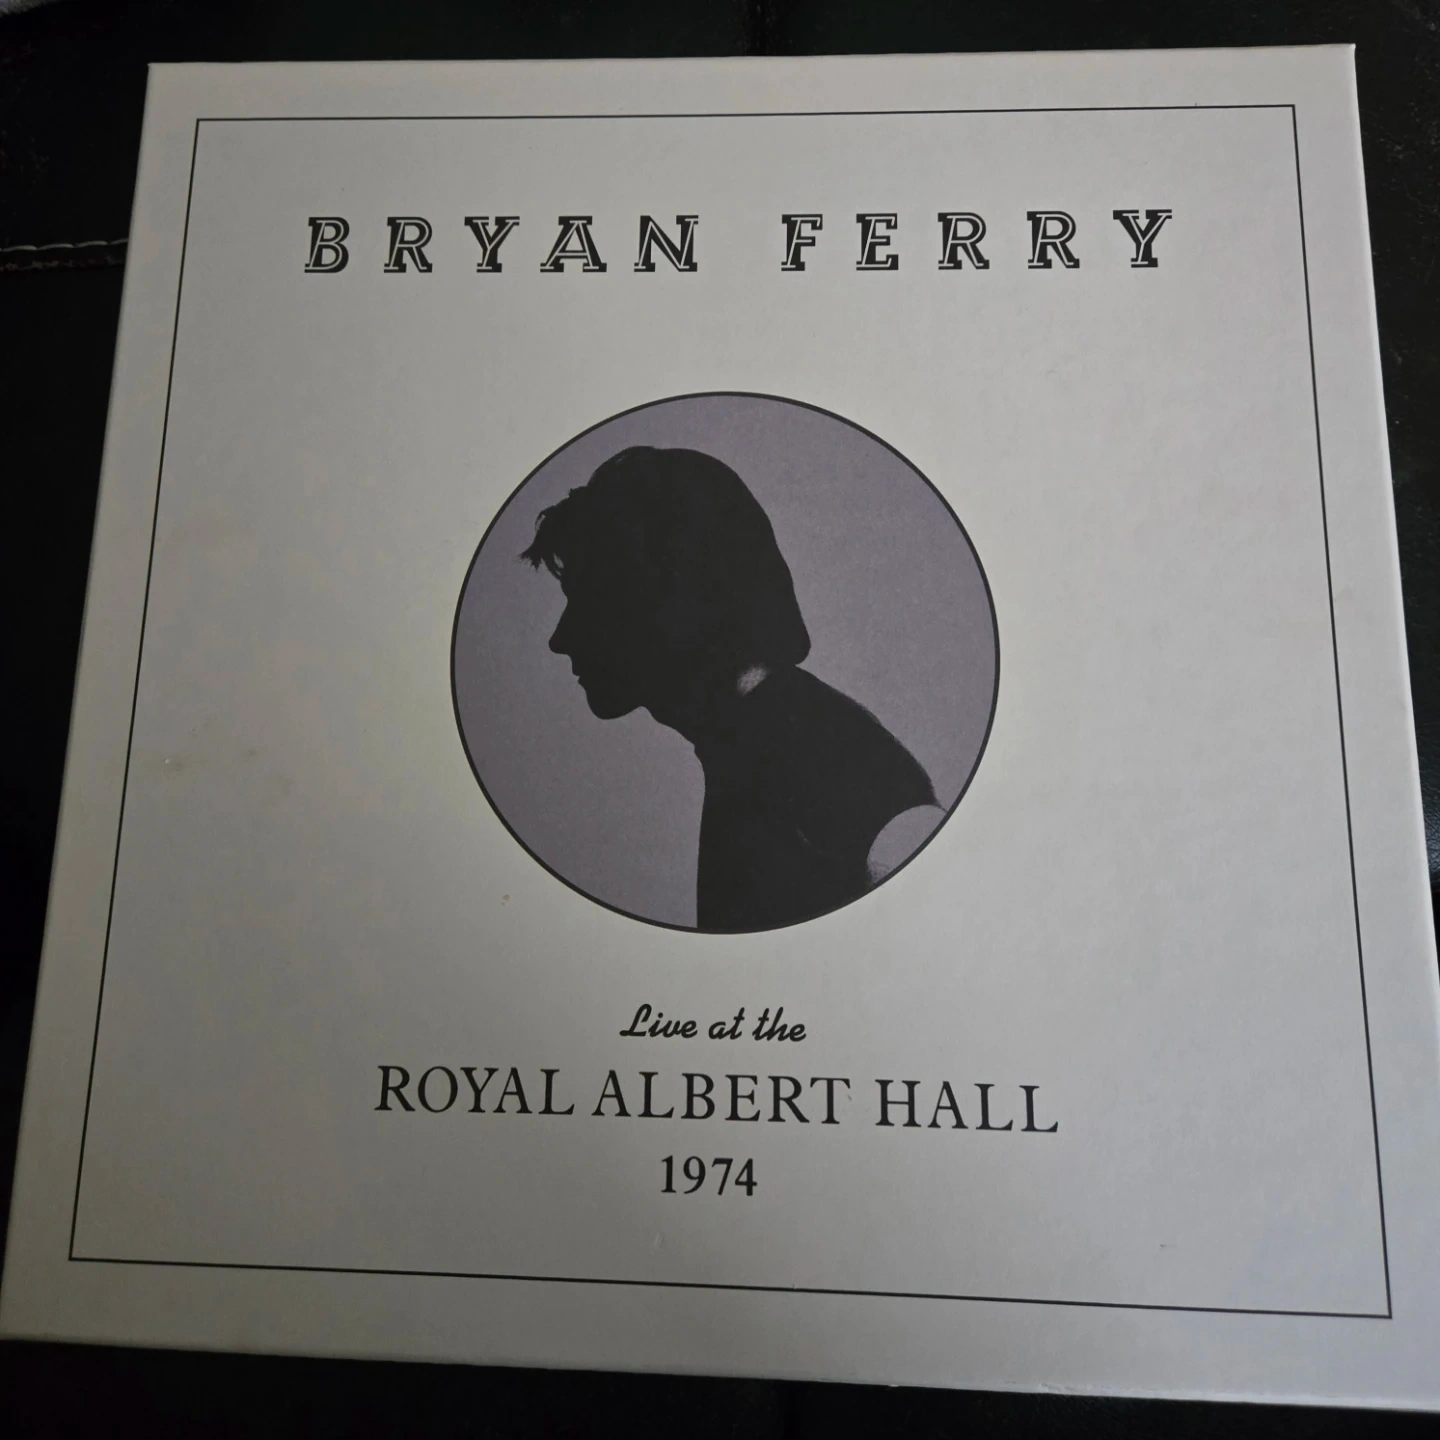 BRYAN FERRY
Live at the
ROYAL ALBERT HALL
1974